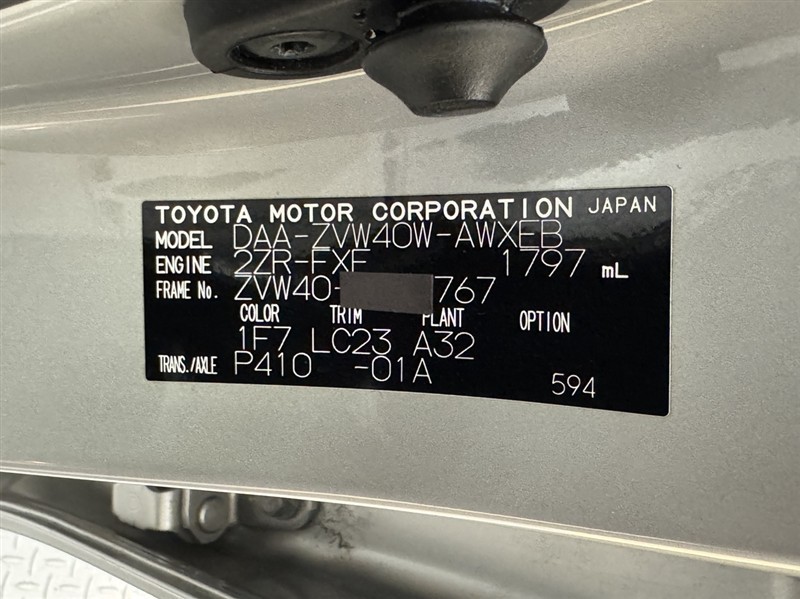 TOYOTA MOTOR CORPORATION JAPAN
MODEL DAA-ZVW40W-AWXEB
ENGINE 2ZR-FXE 1797 mL
FRAME No. ZVW40- 767
COLOR TRIM PLANT OPTION
1F7 LC23 A32
TRANS./AXLE P410 -01A
594